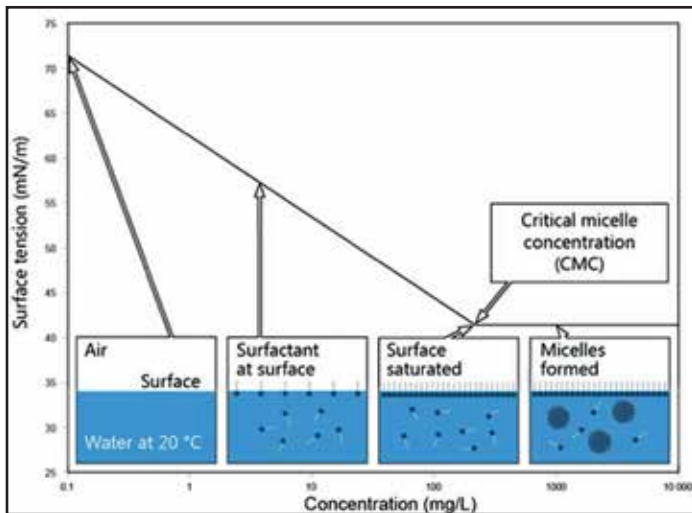 75
70
65
60
55
50
45
40
35
30
25
Surface tension (mN/m)
Critical micelle
concentration
(CMC)
Air
Surface
Water at 20 °C
Surfactant
at surface
Surface
saturated
Micelles
formed
0.1
1
10
100
1000
10 000
Concentration (mg/L)